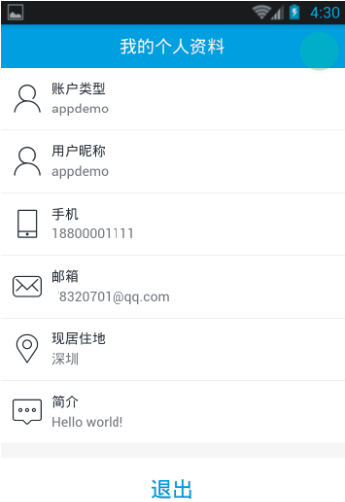 4:30
我的个人资料
账户类型
appdemo
用户昵称
appdemo
手机
18800001111
邮箱
8320701@qq.com
现居住地
深圳
简介
Hello world!
退出